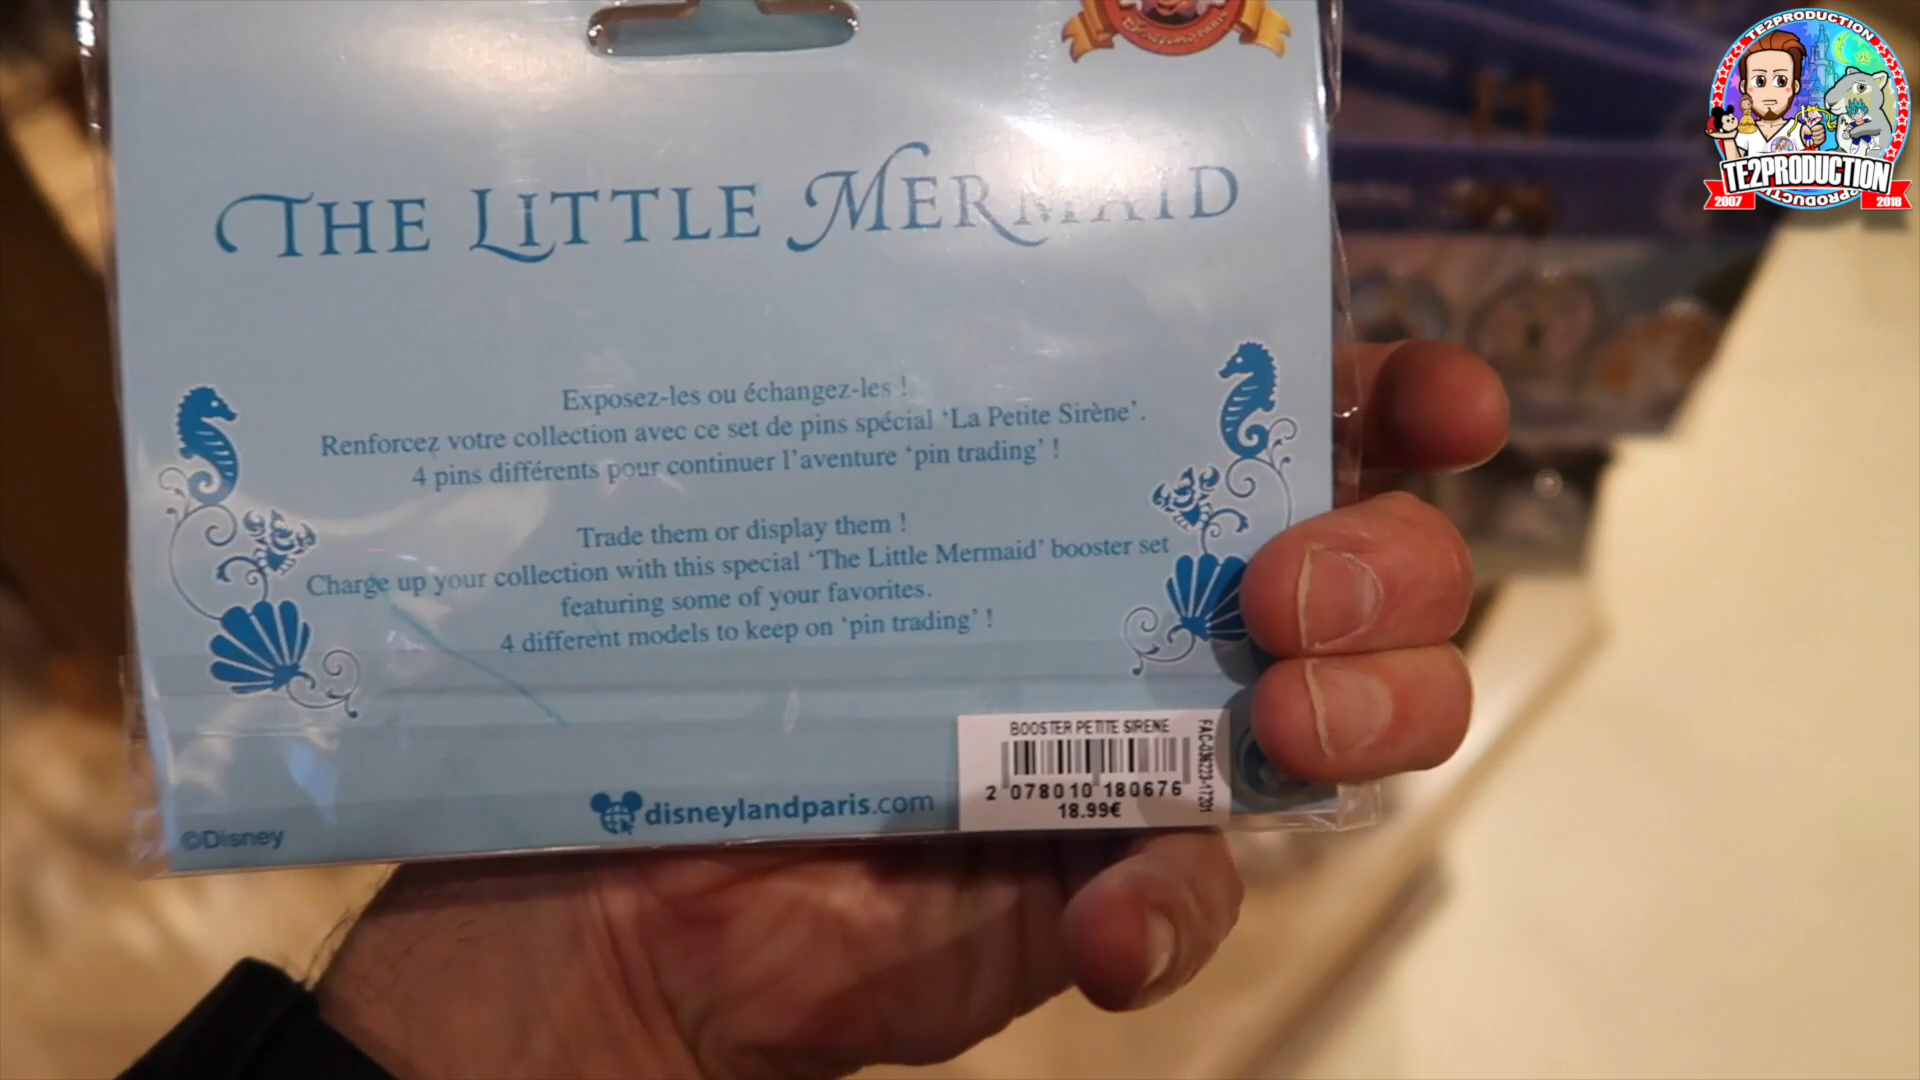 TE2PRODUCTION
TE2PRODUCTION
2007
2018
THE LITTLE MERMAID
Exposez-les ou échangez-les !
Renforcez votre collection avec ce set de pins spécial ‘La Petite Sirène’.
4 pins différents pour continuer l’aventure ‘pin trading’ !
Trade them or display them !
Charge up your collection with this special ‘The Little Mermaid’ booster set
featuring some of your favorites.
4 different models to keep on ‘pin trading’ !
BOOSTER PETITE SIRENE
2 078010 180676
18.99€
disneylandparis.com
©Disney